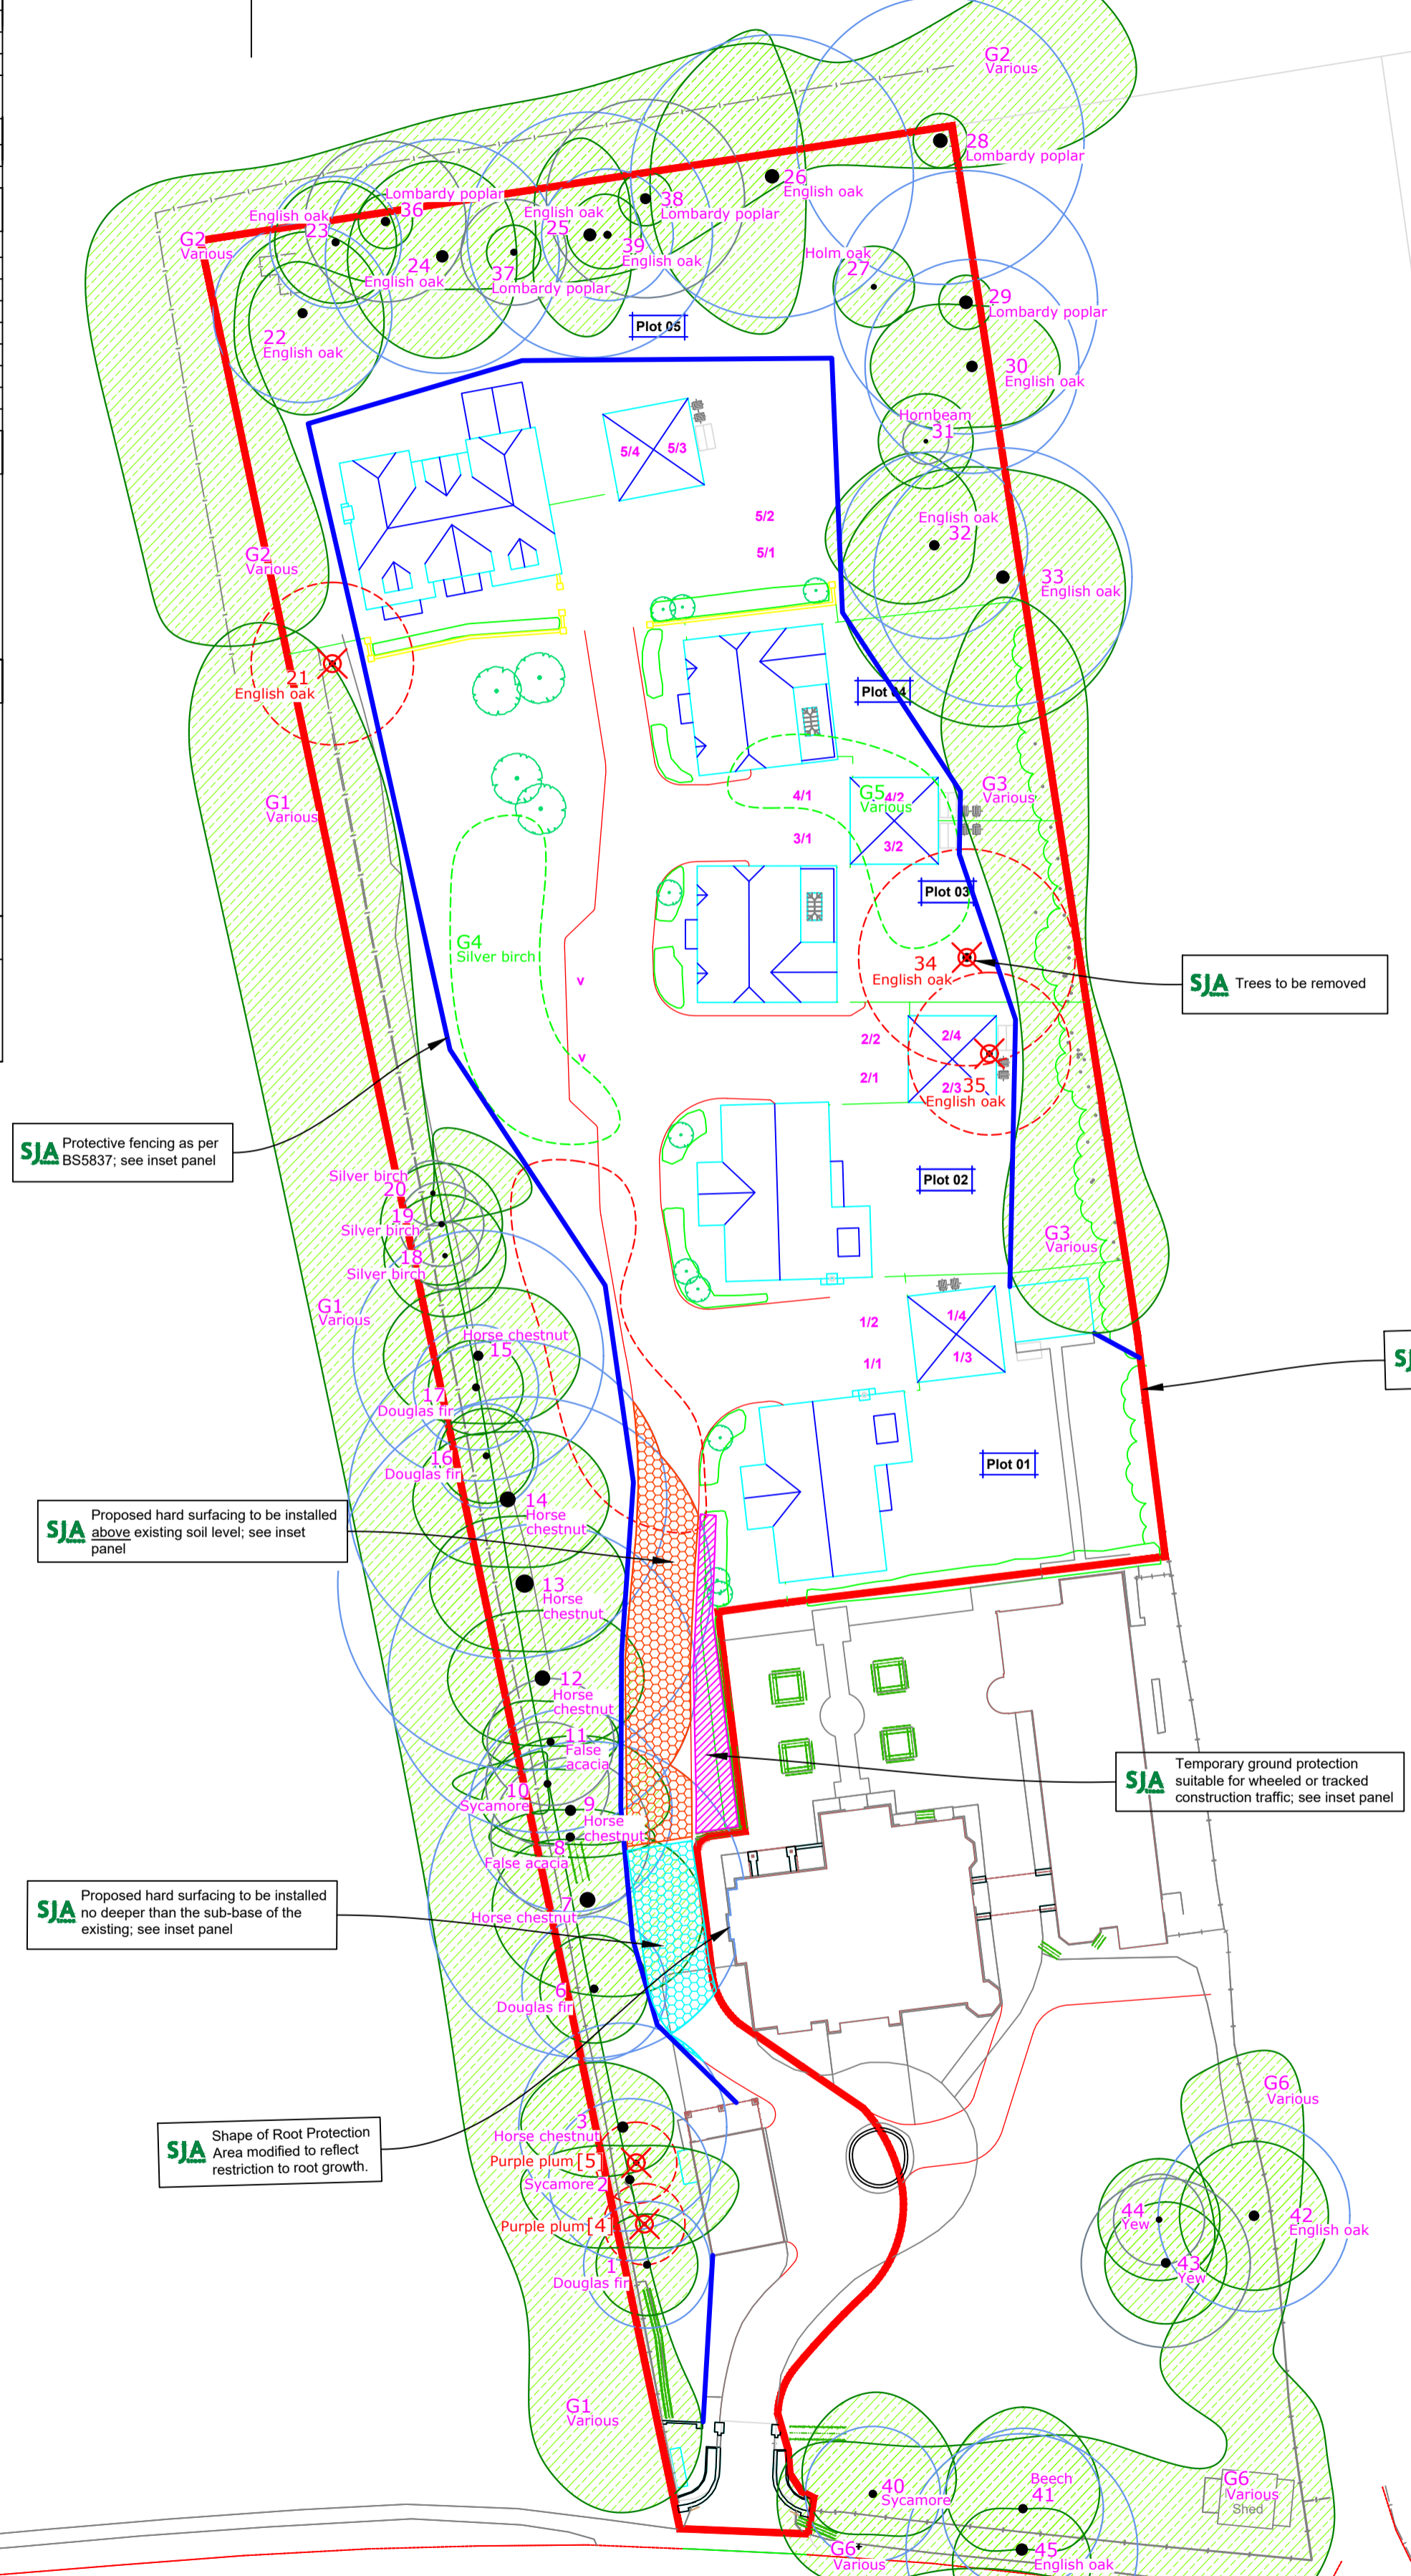 G2
Various
28
Lombardy poplar
26
English oak
Lombardy poplar
36
38
Lombardy poplar
English oak
23
English oak
25
G2
Various
39
English oak
24
English oak
37
Lombardy poplar
Holm oak
27
29
Lombardy poplar
Plot 05
22
English oak
30
English oak
Hornbeam
31
5/4
5/3
5/2
English oak
32
5/1
G2
Various
33
English oak
21
English oak
Plot 04
G1
Various
4/1
G5
Various
4/2
G3
Various
3/1
3/2
Plot 03
G4
Silver birch
34
English oak
SJA
trees
Trees to be removed
v
v
2/2
2/4
2/1
2/3
35
English oak
SJA
trees
Protective fencing as per
BS5837; see inset panel
Silver birch
20
Plot 02
19
Silver birch
18
Silver birch
G3
Various
G1
Various
1/2
1/4
Horse chestnut
15
1/1
1/3
17
Douglas fir
16
Douglas fir
Plot 01
14
Horse
chestnut
SJA
trees
Proposed hard surfacing to be installed
above existing soil level; see inset
panel
13
Horse
chestnut
12
Horse
chestnut
11
False
acacia
SJA
trees
Temporary ground protection
suitable for wheeled or tracked
construction traffic; see inset panel
10
Sycamore
9
Horse
chestnut
8
False acacia
SJA
trees
Proposed hard surfacing to be installed
no deeper than the sub-base of the
existing; see inset panel
7
Horse chestnut
6
Douglas fir
SJA
trees
Shape of Root Protection
Area modified to reflect
restriction to root growth.
3
Horse chestnut
Purple plum [5]
Sycamore 2
Purple plum [4]
1
Douglas fir
G6
Various
44
Yew
42
English oak
43
Yew
G1
Various
40
Sycamore
Beech
41
G6
Various
Shed
G6
Various
45
English oak